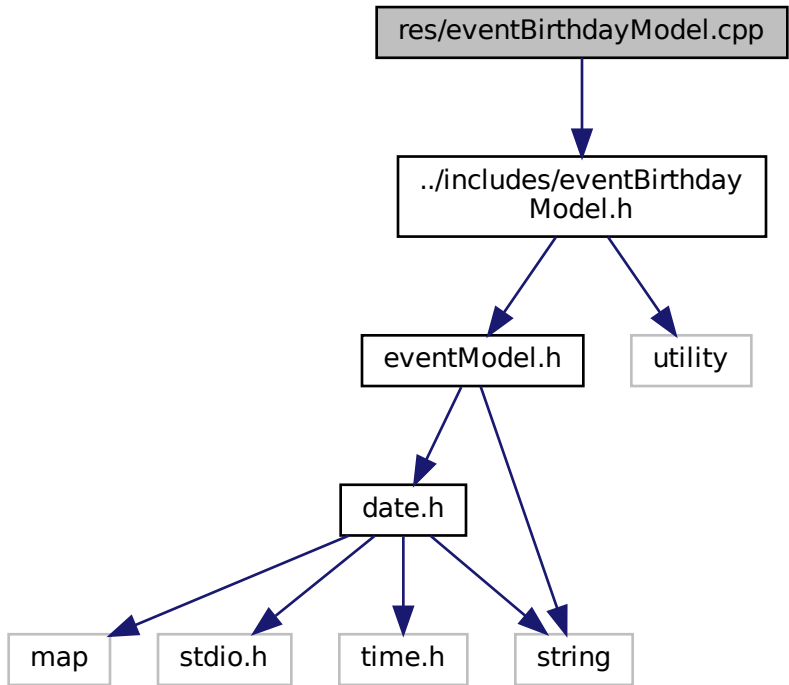 res/eventBirthdayModel.cpp
../includes/eventBirthday
Model.h
eventModel.h
utility
date.h
map
stdio.h
time.h
string